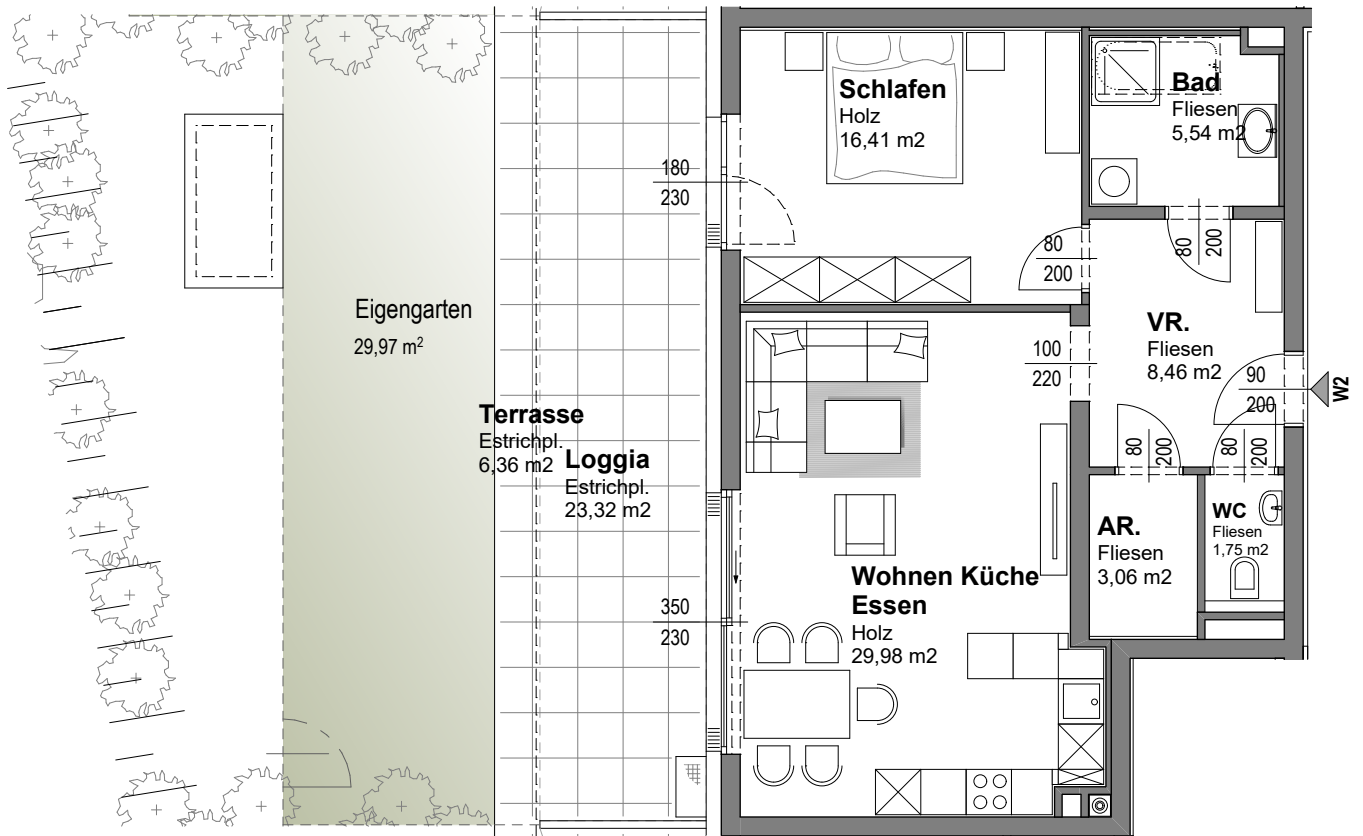 Schlafen
Holz
16,41 m2
Bad
Fliesen
5,54 m2
180
230
80
200
80
200
Eigengarten
29,97 m²
VR.
Fliesen
8,46 m2
100
220
90
200
W2
Terrasse
Estrichpl.
6,36 m2
Loggia
Estrichpl.
23,32 m2
80
200
80
200
AR.
Fliesen
3,06 m2
WC
Fliesen
1,75 m2
Wohnen Küche
Essen
Holz
29,98 m2
350
230